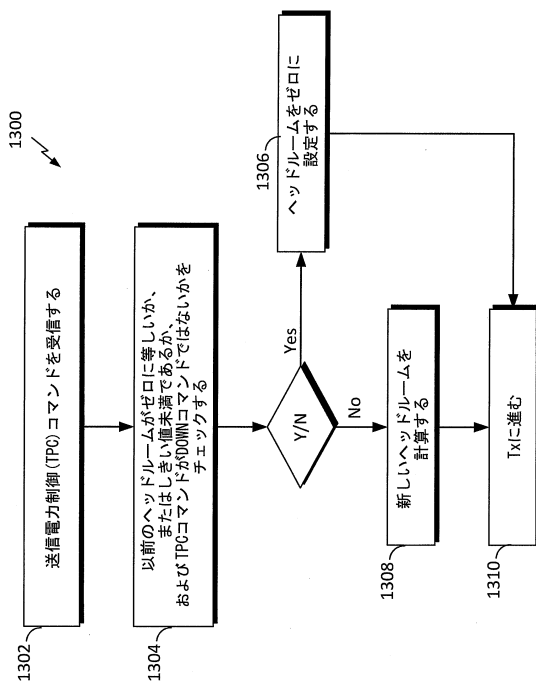 1300
1302
送信電力制御(TPC)コマンドを受信する
1304
以前のヘッドルームがゼロに等しいか、
またはしきい値未満であるか、
およびTPCコマンドがDOWNコマンドではないかを
チェックする
Y/N
Yes
No
1306
ヘッドルームをゼロに
設定する
1308
新しいヘッドルームを
計算する
1310
Txに進む